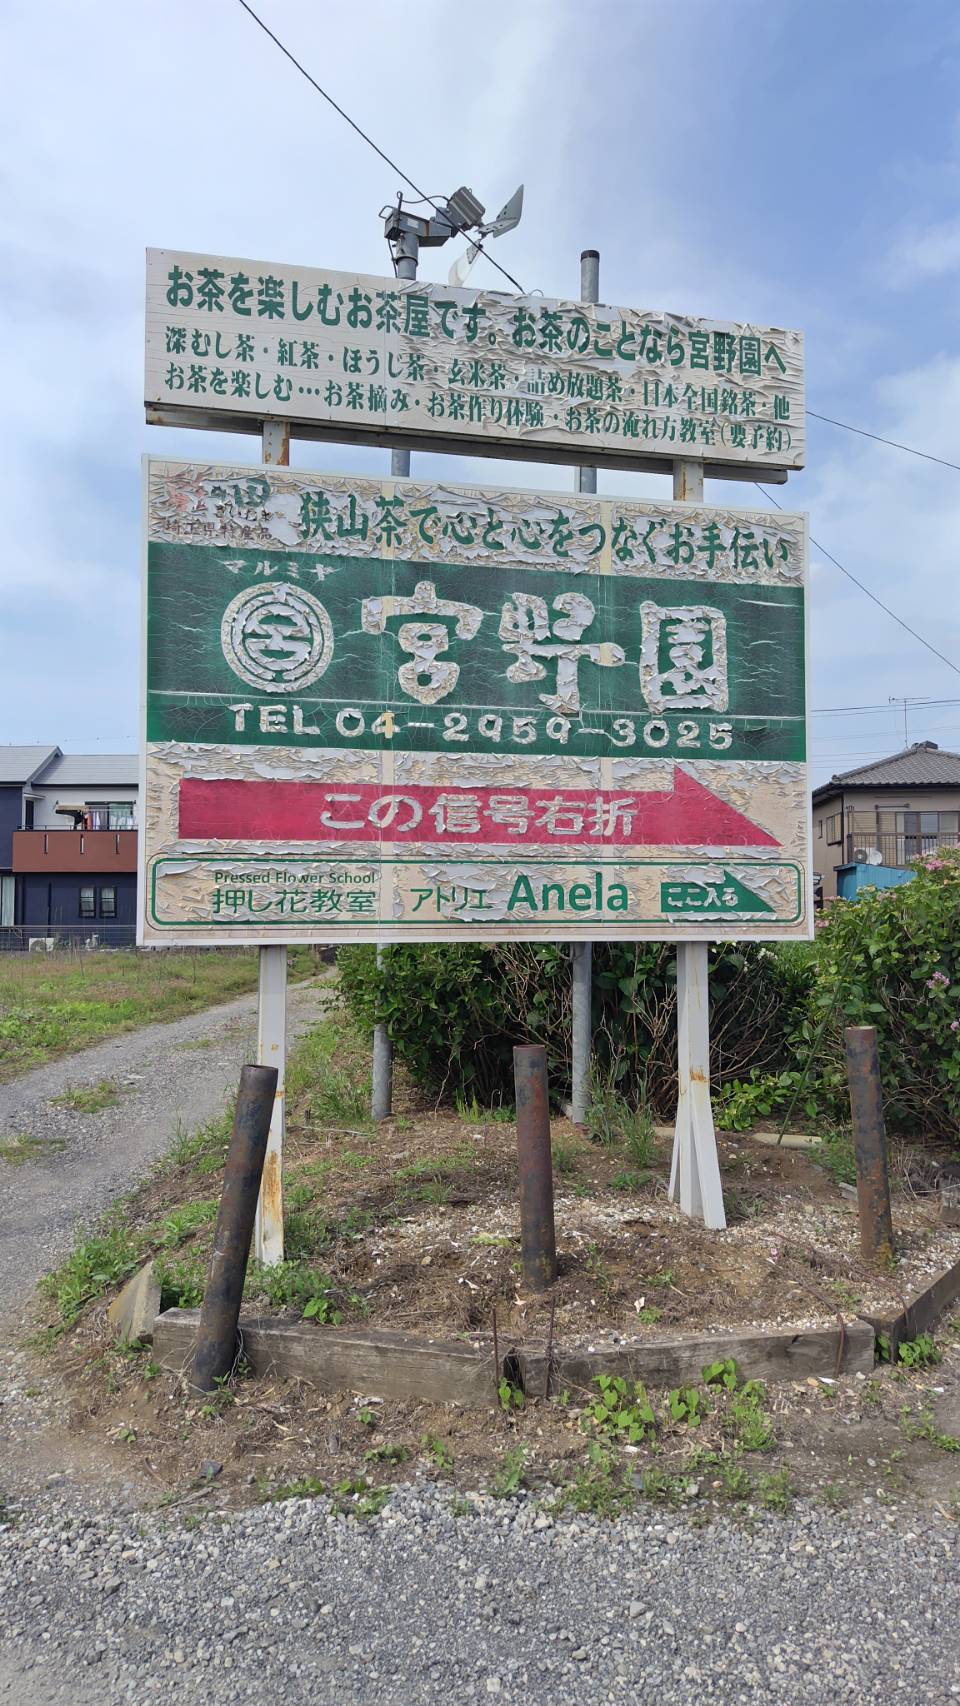 お茶を楽しむお茶屋です。お茶のことなら宮野園へ
深むし茶・紅茶・ほうじ茶・玄米茶・詰め放題茶・日本全国銘茶・他
お茶を楽しむ…お茶摘み・お茶作り体験・お茶の淹れ方教室(要予約)
埼玉県特産品
狭山茶で心と心をつなぐお手伝い
マルミヤ
宮野園
TEL 04-2959-3025
この信号右折
Pressed Flower School
押し花教室 アトリエ Anela ここ入る